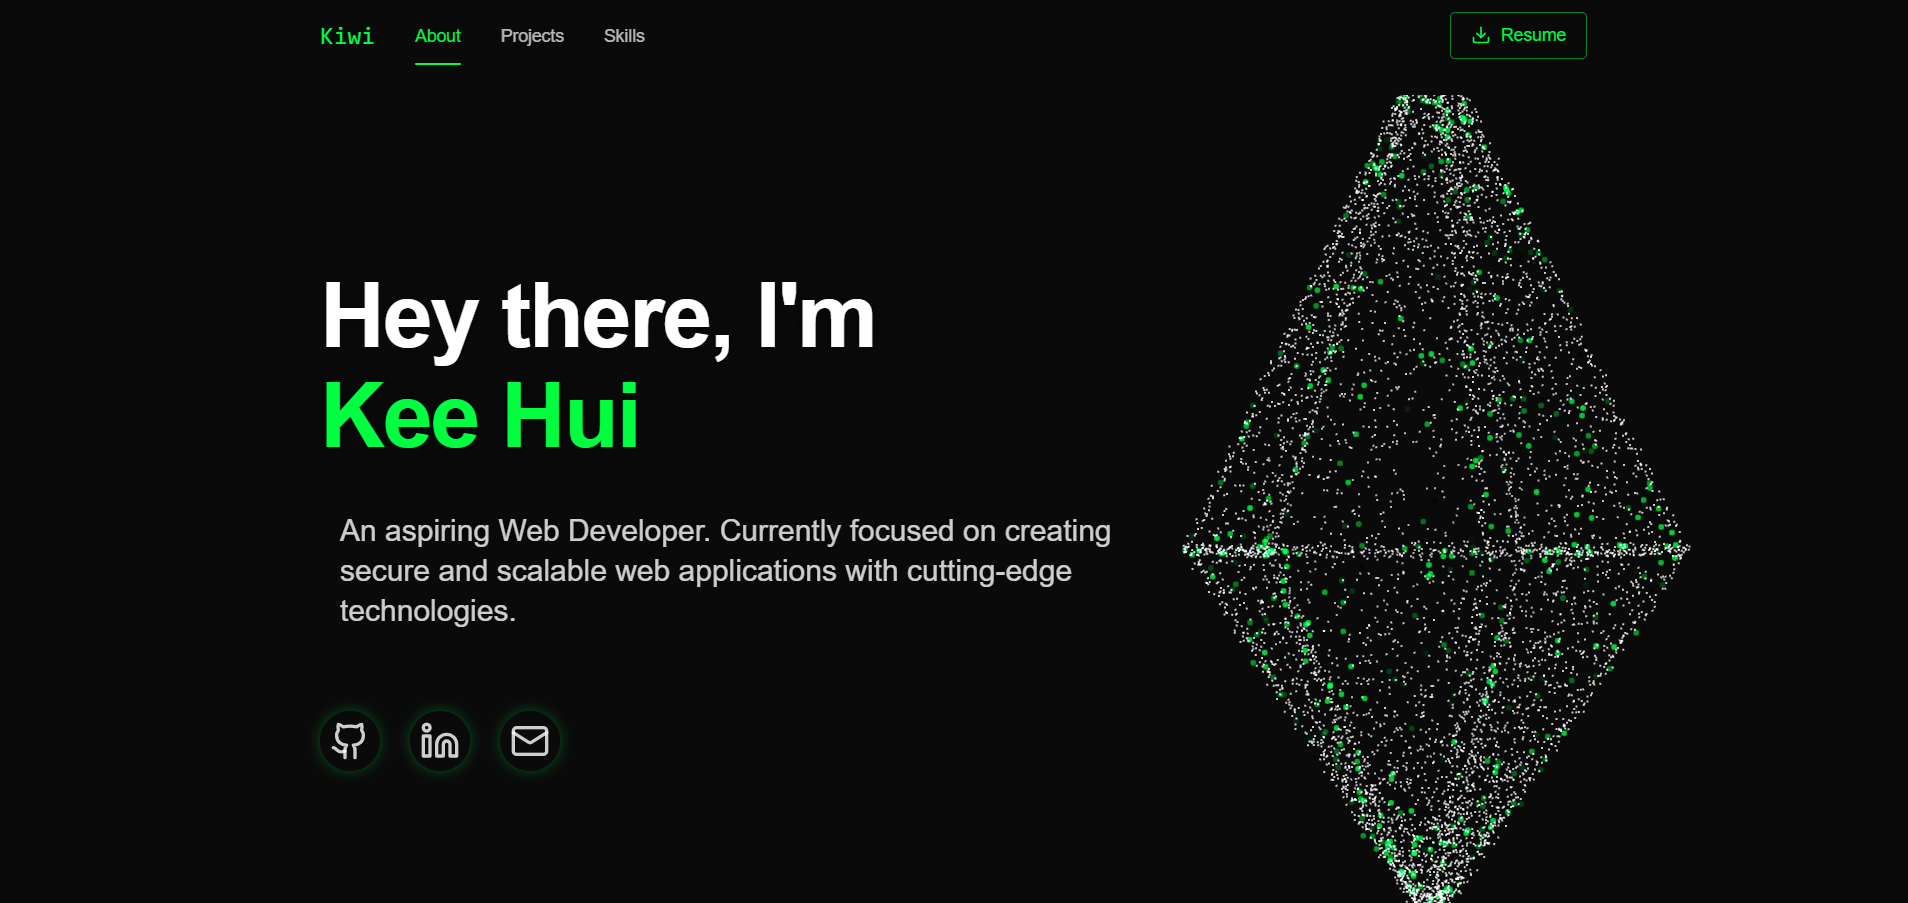 Kiwi
About
Projects
Skills
Resume
Hey there, I'm
Kee Hui
An aspiring Web Developer. Currently focused on creating
secure and scalable web applications with cutting-edge
technologies.
in